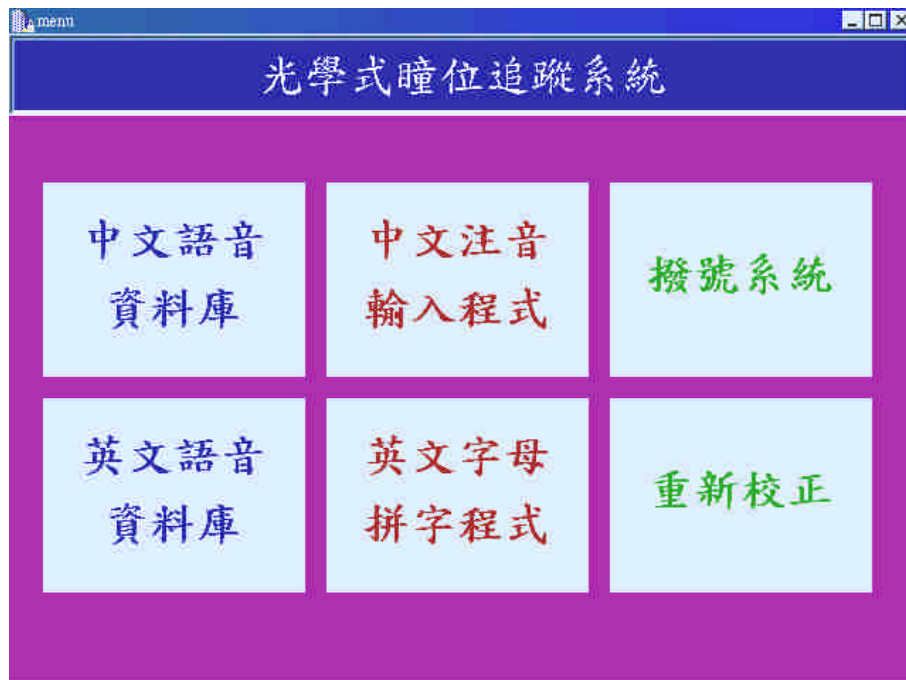 menu
光學式瞳位追蹤系統
中文語音
資料庫
中文注音
輸入程式
撥號系統
英文語音
資料庫
英文字母
拼字程式
重新校正